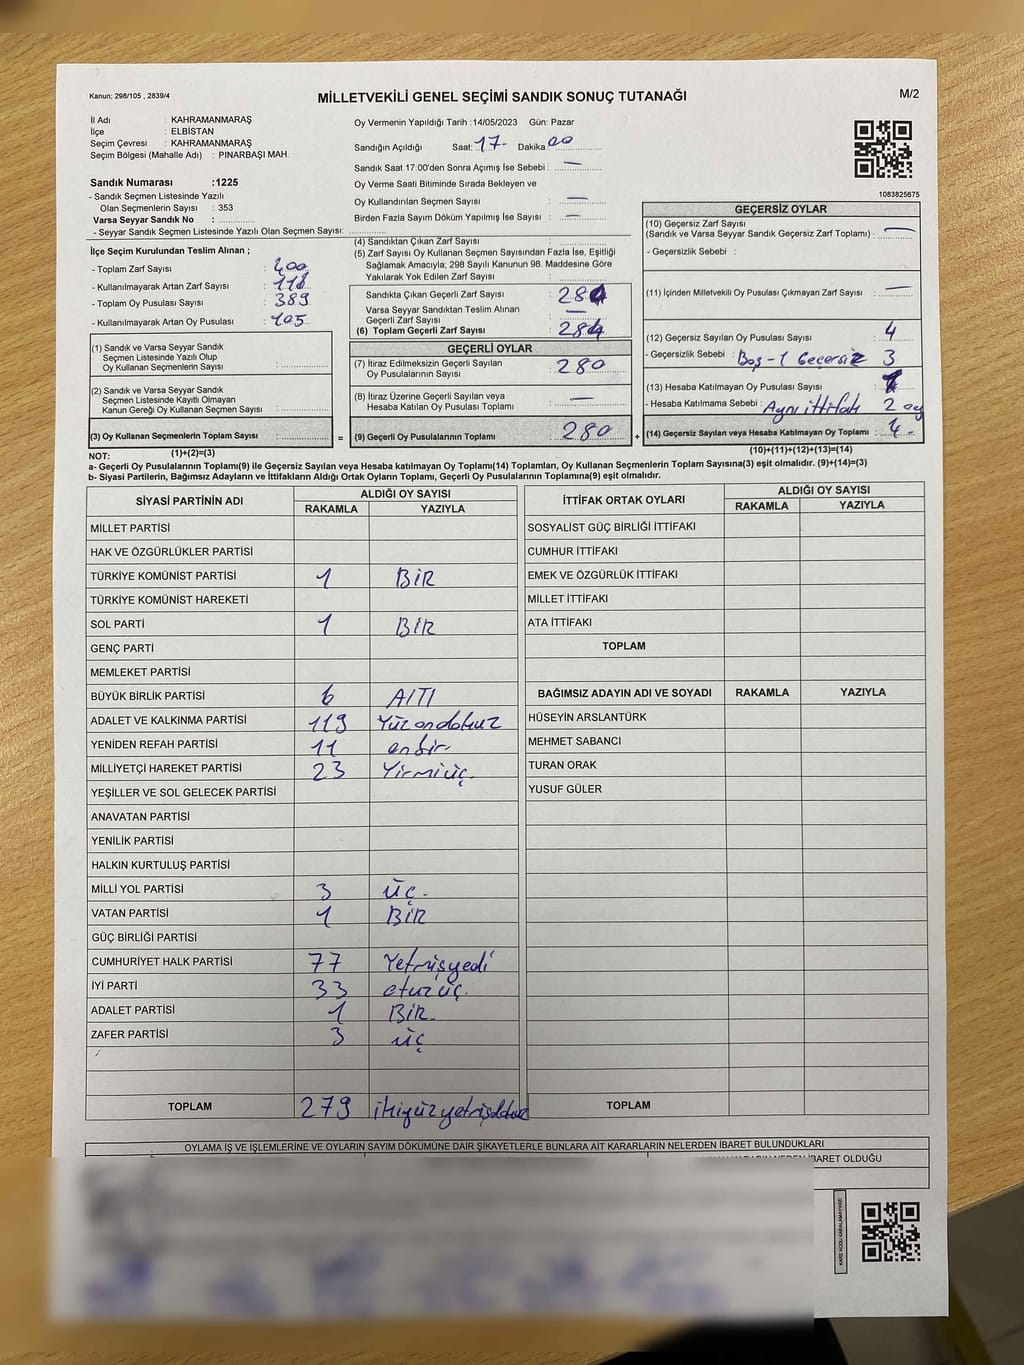 Kanun; 298/105 , 2839/4
MİLLETVEKİLİ GENEL SEÇİMİ SANDIK SONUÇ TUTANAĞI
M/2
İl Adı : KAHRAMANMARAŞ
İlçe : ELBİSTAN
Seçim Çevresi : KAHRAMANMARAŞ
Seçim Bölgesi (Mahalle Adı) : PINARBAŞI MAH.
Sandık Numarası :1225
- Sandık Seçmen Listesinde Yazılı
Olan Seçmenlerin Sayısı : 353
Varsa Seyyar Sandık No :
- Seyyar Sandık Seçmen Listesinde Yazılı Olan Seçmen Sayısı:
Oy Vermenin Yapıldığı Tarih :14/05/2023 Gün: Pazar
Sandığın Açıldığı Saat: 17- Dakika 00
Sandık Saat 17:00'den Sonra Açımış İse Sebebi : —
Oy Verme Saati Bitiminde Sırada Bekleyen ve
Oy Kullandırılan Seçmen Sayısı —
Birden Fazla Sayım Döküm Yapılmış İse Sayısı : —
1083825675
İlçe Seçim Kurulundan Teslim Alınan ;
- Toplam Zarf Sayısı : 400
- Kullanılmayarak Artan Zarf Sayısı : 118
- Toplam Oy Pusulası Sayısı : 389
- Kullanılmayarak Artan Oy Pusulası : 105
(1) Sandık ve Varsa Seyyar Sandık
Seçmen Listesinde Yazılı Olup
Oy Kullanan Seçmenlerin Sayısı :
(2) Sandık ve Varsa Seyyar Sandık
Seçmen Listesinde Kayıtlı Olmayan
Kanun Gereği Oy Kullanan Seçmen Sayısı :
(3) Oy Kullanan Seçmenlerin Toplam Sayısı :
(1)+(2)=(3)
(4) Sandıktan Çıkan Zarf Sayısı :
(5) Zarf Sayısı Oy Kullanan Seçmen Sayısından Fazla İse, Eşitliği
Sağlamak Amacıyla; 298 Sayılı Kanunun 98. Maddesine Göre
Yakılarak Yok Edilen Zarf Sayısı :
Sandıkta Çıkan Geçerli Zarf Sayısı : 284
Varsa Seyyar Sandıktan Teslim Alınan
Geçerli Zarf Sayısı : —
(6) Toplam Geçerli Zarf Sayısı : 284
GEÇERLİ OYLAR
(7) İtiraz Edilmeksizin Geçerli Sayılan
Oy Pusulalarının Sayısı : 280
(8) İtiraz Üzerine Geçerli Sayılan veya
Hesaba Katılan Oy Pusulası Toplamı : —
= (9) Geçerli Oy Pusulalarının Toplamı : 280 +
GEÇERSİZ OYLAR
(10) Geçersiz Zarf Sayısı
(Sandık ve Varsa Seyyar Sandık Geçersiz Zarf Toplamı) : —
- Geçersizlik Sebebi :
(11) İçinden Milletvekili Oy Pusulası Çıkmayan Zarf Sayısı : —
(12) Geçersiz Sayılan Oy Pusulası Sayısı : 4
- Geçersizlik Sebebi : Boş-1 Geçersiz 3
(13) Hesaba Katılmayan Oy Pusulası Sayısı :
- Hesaba Katılmama Sebebi : Aynı ittifak 2 oy
(14) Geçersiz Sayılan veya Hesaba Katılmayan Oy Toplamı : 4-
(10)+(11)+(12)+(13)=(14)
NOT:
a- Geçerli Oy Pusulalarının Toplamı(9) ile Geçersiz Sayılan veya Hesaba katılmayan Oy Toplamı(14) Toplamları, Oy Kullanan Seçmenlerin Toplam Sayısına(3) eşit olmalıdır. (9)+(14)=(3)
b- Siyasi Partilerin, Bağımsız Adayların ve İttifakların Aldığı Ortak Oyların Toplamı, Geçerli Oy Pusulalarının Toplamına(9) eşit olmalıdır.
SİYASİ PARTİNİN ADI ALDIĞI OY SAYISI
RAKAMLA YAZIYLA
MİLLET PARTİSİ
HAK VE ÖZGÜRLÜKLER PARTİSİ
TÜRKİYE KOMÜNİST PARTİSİ 1 BİR
TÜRKİYE KOMÜNİST HAREKETİ
SOL PARTİ 1 BİR
GENÇ PARTİ
MEMLEKET PARTİSİ
BÜYÜK BİRLİK PARTİSİ 6 AlTI
ADALET VE KALKINMA PARTİSİ 119 Yüzondokuz
YENİDEN REFAH PARTİSİ 11 onbir
MİLLİYETÇİ HAREKET PARTİSİ 23 Yirmiüç.
YEŞİLLER VE SOL GELECEK PARTİSİ
ANAVATAN PARTİSİ
YENİLİK PARTİSİ
HALKIN KURTULUŞ PARTİSİ
MİLLİ YOL PARTİSİ 3 üç.
VATAN PARTİSİ 1 BİR
GÜÇ BİRLİĞİ PARTİSİ
CUMHURİYET HALK PARTİSİ 77 Yetmişyedi
İYİ PARTİ 33 otuzüç.
ADALET PARTİSİ 1 BİR.
ZAFER PARTİSİ 3 üç
TOPLAM 279 ikiyüzyetmişdokuz
İTTİFAK ORTAK OYLARI ALDIĞI OY SAYISI
RAKAMLA YAZIYLA
SOSYALİST GÜÇ BİRLİĞİ İTTİFAKI
CUMHUR İTTİFAKI
EMEK VE ÖZGÜRLÜK İTTİFAKI
MİLLET İTTİFAKI
ATA İTTİFAKI
TOPLAM
BAĞIMSIZ ADAYIN ADI VE SOYADI RAKAMLA YAZIYLA
HÜSEYİN ARSLANTÜRK
MEHMET SABANCI
TURAN ORAK
YUSUF GÜLER
TOPLAM
OYLAMA İŞ VE İŞLEMLERİNE VE OYLARIN SAYIM DÖKÜMÜNE DAİR ŞİKAYETLERLE BUNLARA AİT KARARLARIN NELERDEN İBARET BULUNDUKLARI
İBARET OLDUĞU